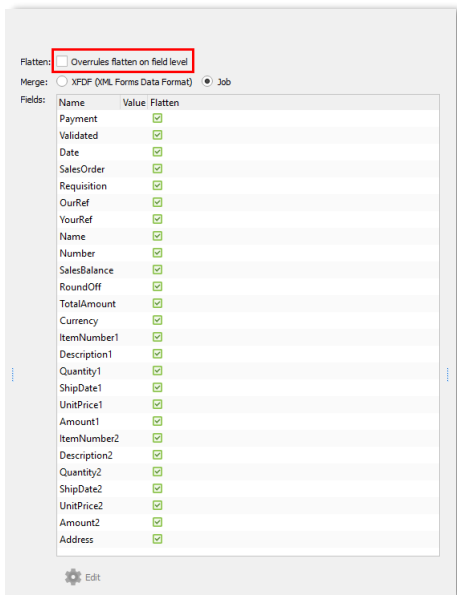 Flatten: Overrules flatten on field level
Merge: XFDF (XML Forms Data Format) Job
Fields: Name Value Flatten
Payment
Validated
Date
SalesOrder
Requisition
OurRef
YourRef
Name
Number
SalesBalance
RoundOff
TotalAmount
Currency
ItemNumber1
Description1
Quantity1
ShipDate1
UnitPrice1
Amount1
ItemNumber2
Description2
Quantity2
ShipDate2
UnitPrice2
Amount2
Address
Edit